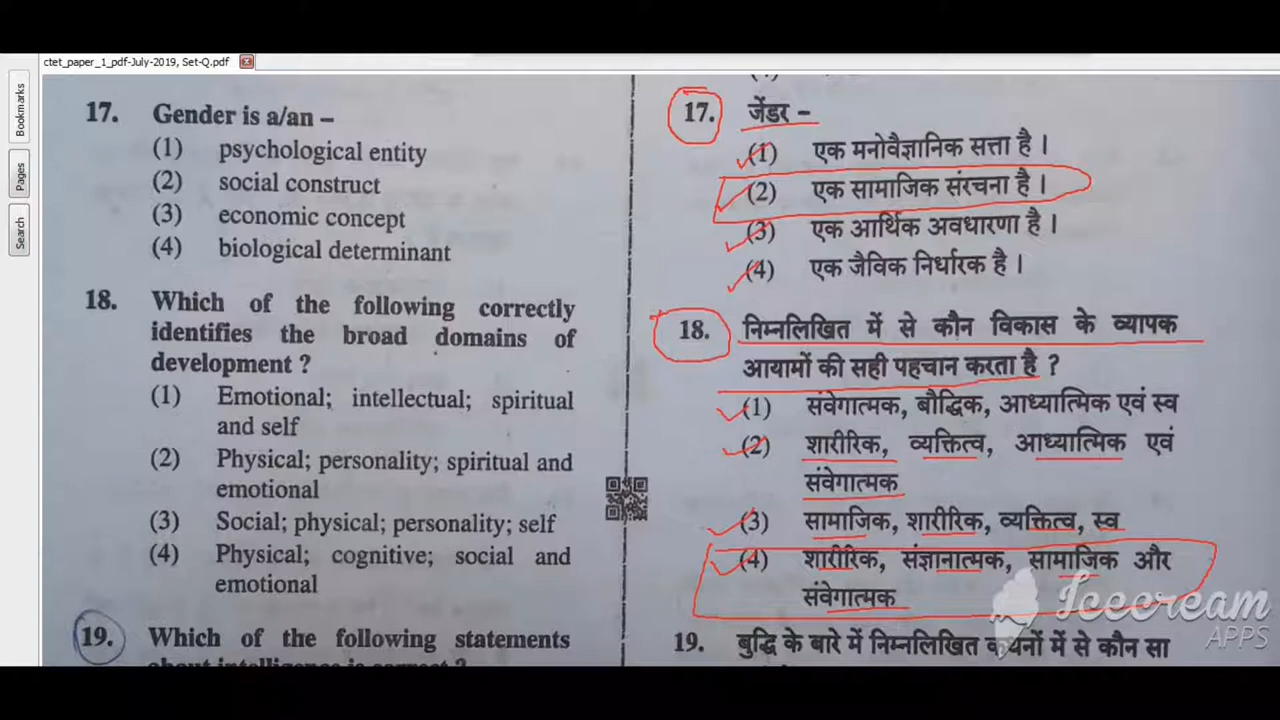 ctet_paper_1_pdf-July-2019, Set-Q.pdf
Bookmarks
Pages
Search
17. Gender is a/an –
(1) psychological entity
(2) social construct
(3) economic concept
(4) biological determinant
18. Which of the following correctly
identifies the broad domains of
development ?
(1) Emotional; intellectual; spiritual
and self
(2) Physical; personality; spiritual and
emotional
(3) Social; physical; personality; self
(4) Physical; cognitive; social and
emotional
19. Which of the following statements
about intelligence is correct ?
17. जेंडर –
(1) एक मनोवैज्ञानिक सत्ता है ।
(2) एक सामाजिक संरचना है ।
(3) एक आर्थिक अवधारणा है ।
(4) एक जैविक निर्धारक है ।
18. निम्नलिखित में से कौन विकास के व्यापक
आयामों की सही पहचान करता है ?
(1) संवेगात्मक, बौद्धिक, आध्यात्मिक एवं स्व
(2) शारीरिक, व्यक्तित्व, आध्यात्मिक एवं
संवेगात्मक
(3) सामाजिक, शारीरिक, व्यक्तित्व, स्व
(4) शारीरिक, संज्ञानात्मक, सामाजिक और
संवेगात्मक
19. बुद्धि के बारे में निम्नलिखित कथनों में से कौन सा
Icecream
APPS